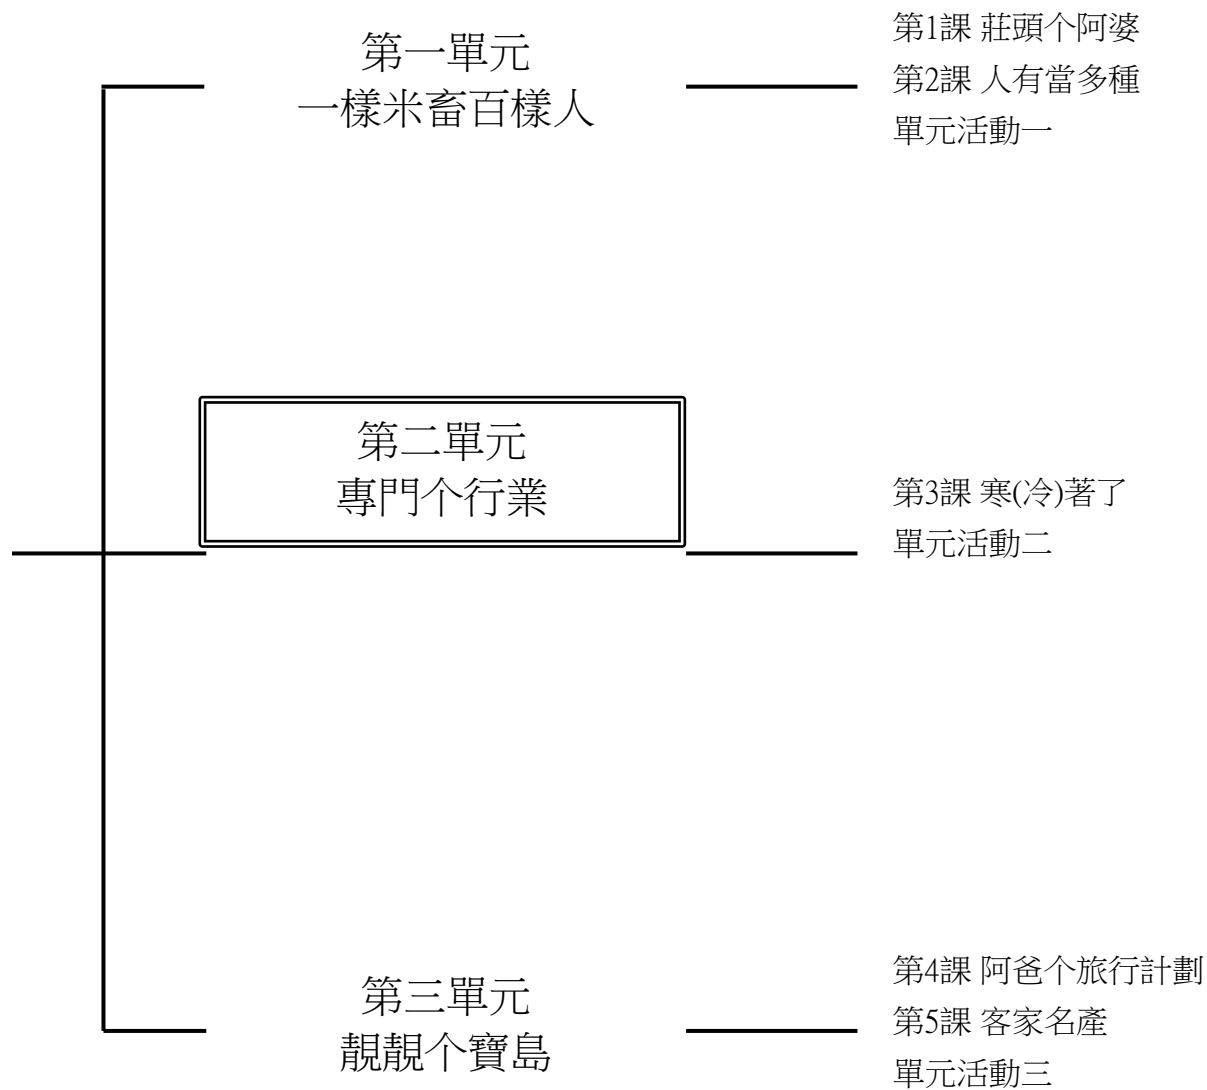 第一單元
一樣米畜百樣人
第1課 莊頭个阿婆
第2課 人有當多種
單元活動一
第二單元
專門个行業
第3課 寒(冷)著了
單元活動二
第三單元
靚靚个寶島
第4課 阿爸个旅行計劃
第5課 客家名產
單元活動三